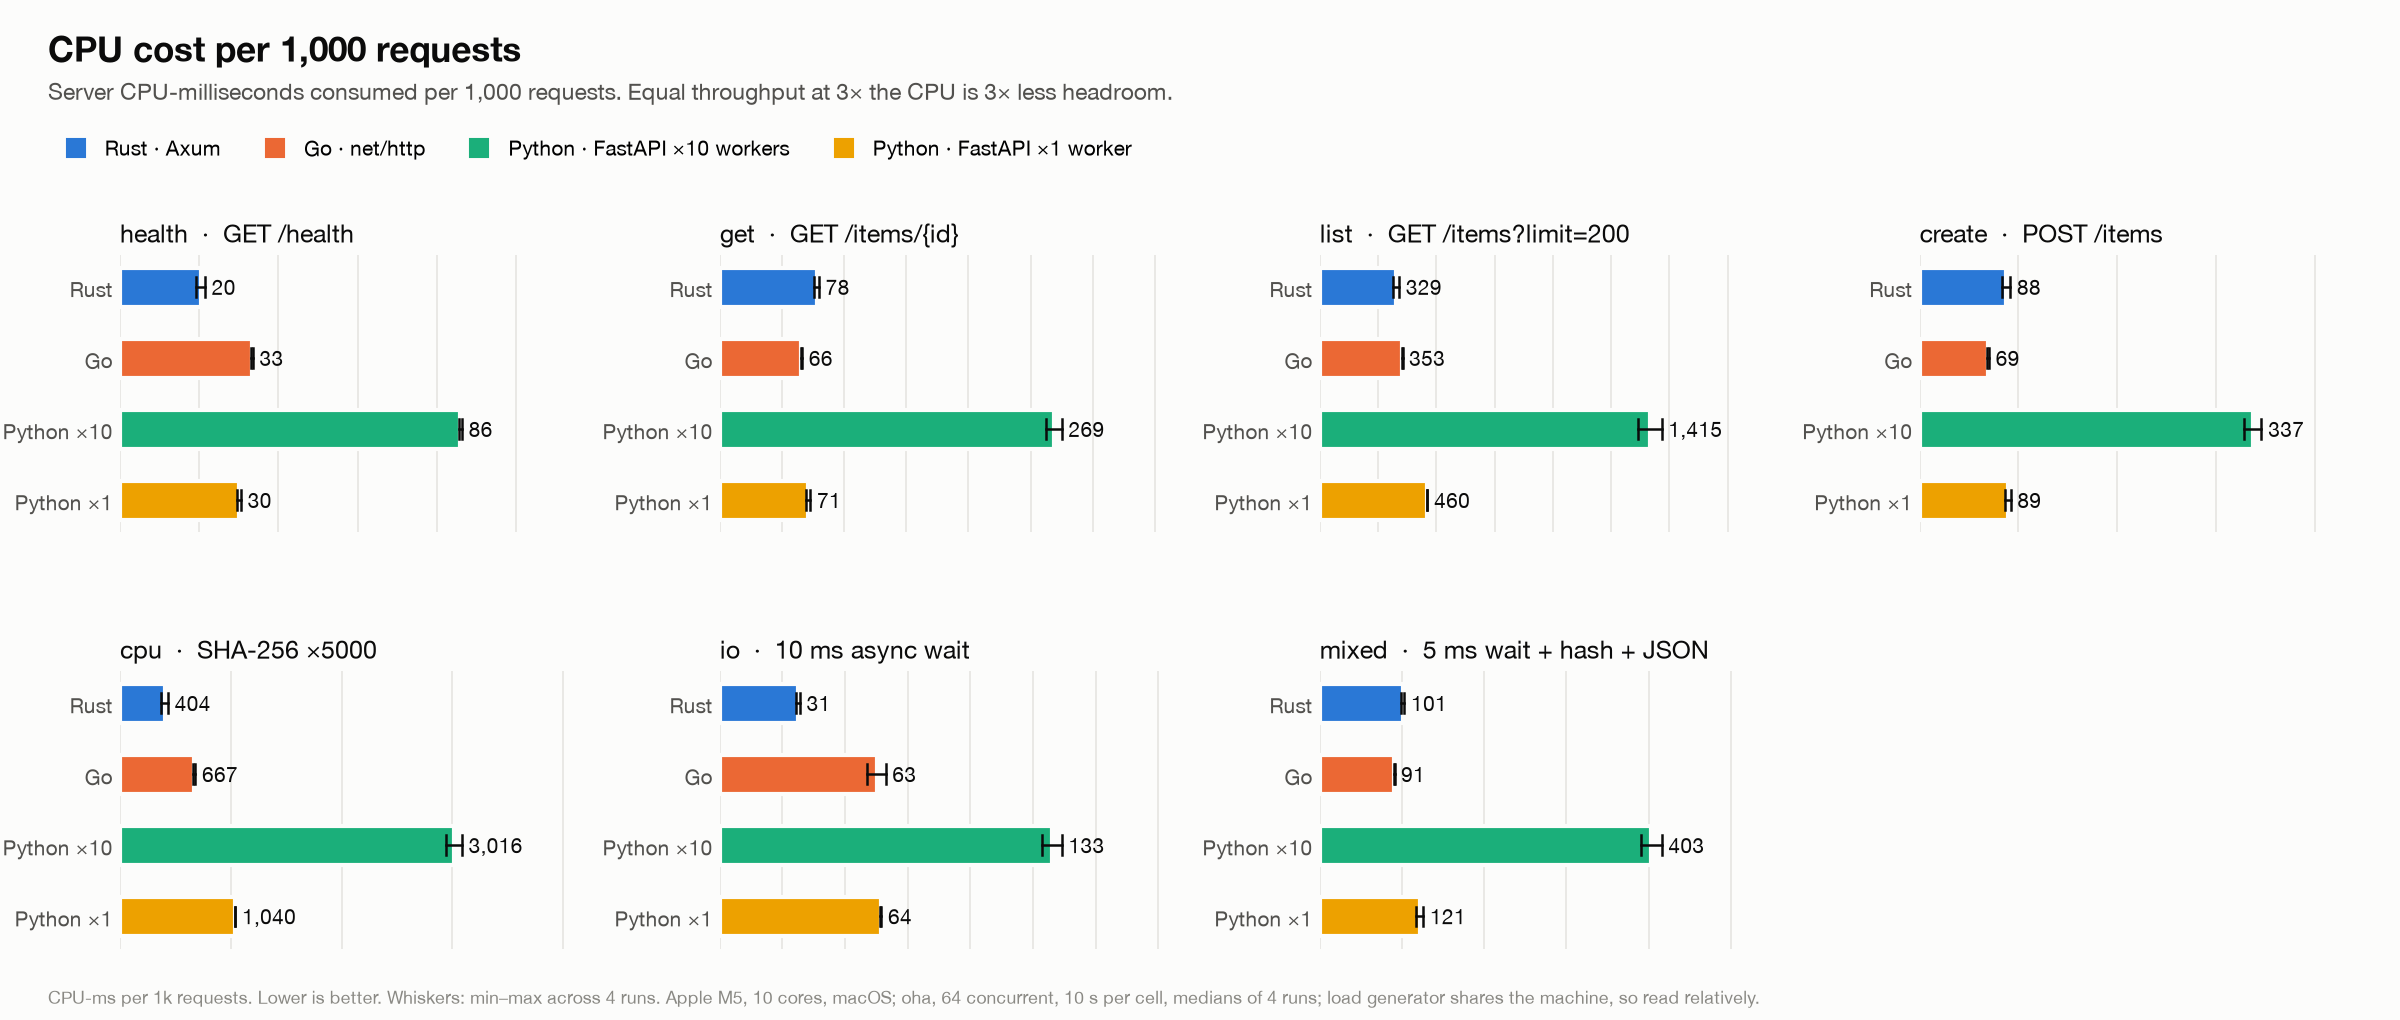 CPU cost per 1,000 requests
Server CPU-milliseconds consumed per 1,000 requests. Equal throughput at 3× the CPU is 3× less headroom.
Rust · Axum
Go · net/http
Python · FastAPI ×10 workers
Python · FastAPI ×1 worker
health · GET /health
Rust 20
Go 33
Python ×10 86
Python ×1 30
get · GET /items/{id}
Rust 78
Go 66
Python ×10 269
Python ×1 71
list · GET /items?limit=200
Rust 329
Go 353
Python ×10 1,415
Python ×1 460
create · POST /items
Rust 88
Go 69
Python ×10 337
Python ×1 89
cpu · SHA-256 ×5000
Rust 404
Go 667
Python ×10 3,016
Python ×1 1,040
io · 10 ms async wait
Rust 31
Go 63
Python ×10 133
Python ×1 64
mixed · 5 ms wait + hash + JSON
Rust 101
Go 91
Python ×10 403
Python ×1 121
CPU-ms per 1k requests. Lower is better. Whiskers: min–max across 4 runs. Apple M5, 10 cores, macOS; oha, 64 concurrent, 10 s per cell, medians of 4 runs; load generator shares the machine, so read relatively.